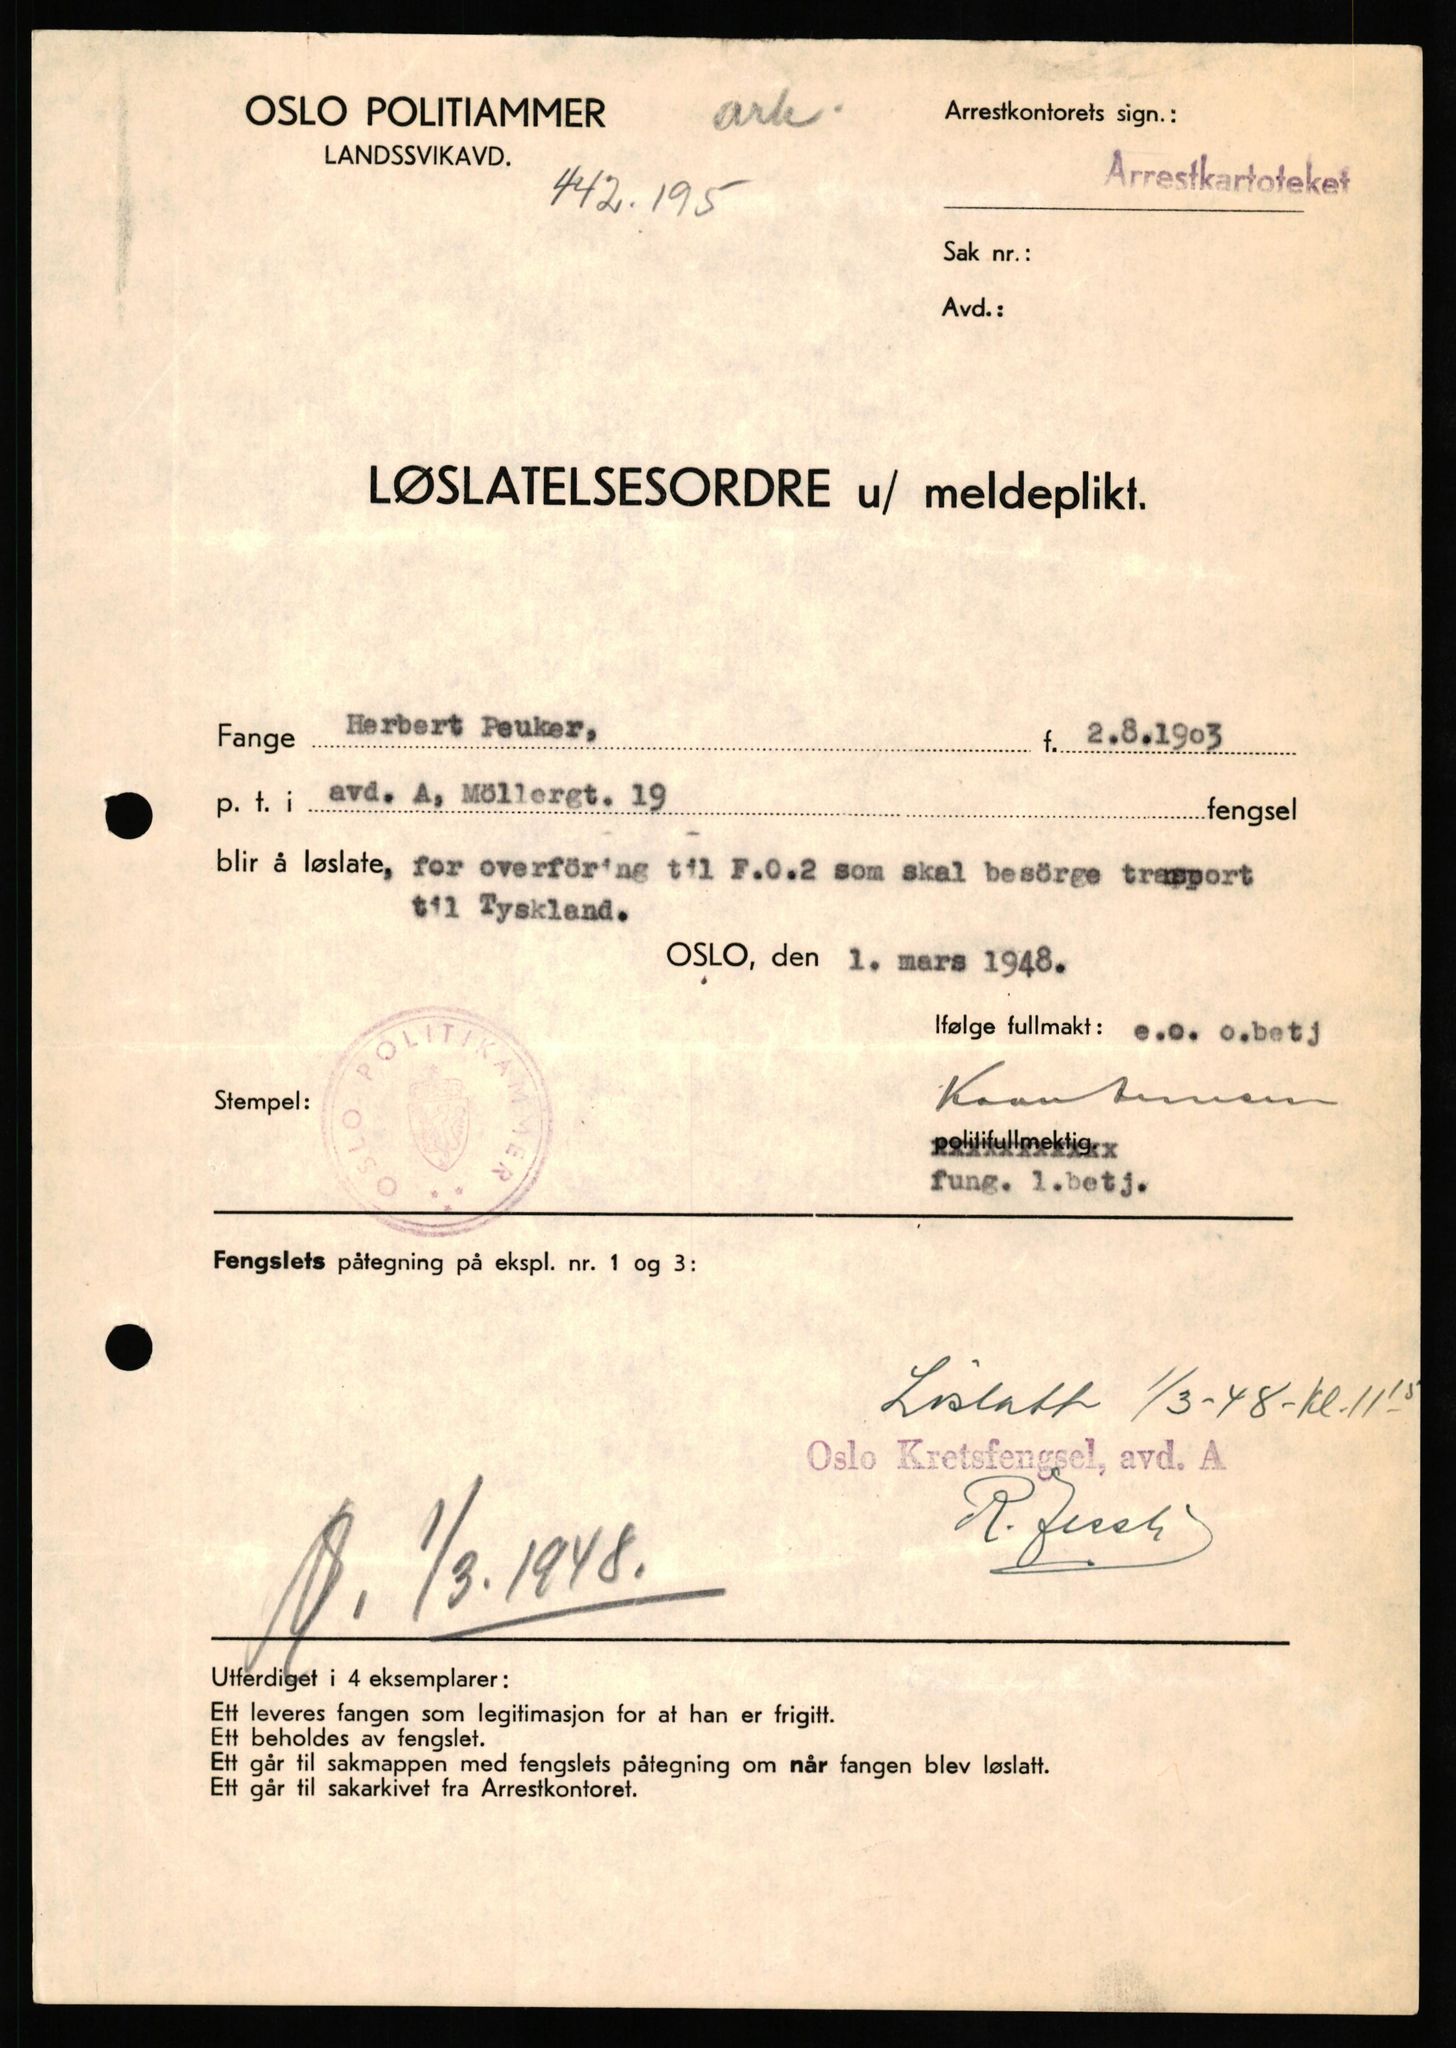 OSLO POLITIAMMER
LANDSSVIKAVD.
ark.
442.195
Arrestkontorets sign.:
Arrestkartoteket
Sak nr.:
Avd.:
LØSLATELSESORDRE u/ meldeplikt.
Fange Herbert Peuker, f. 2.8.1903
p. t. i avd. A, Möllergt. 19 fengsel
blir å løslate, for overföring til F.O.2 som skal besörge transport
til Tyskland.
OSLO, den 1. mars 1948.
Ifølge fullmakt: e.o. o.betj
Stempel:
OSLO POLITIKAMMER
politifullmektig.
fung. 1.betj.
Fengslets påtegning på ekspl. nr. 1 og 3:
Løslatt 1/3-48-kl.11 15
Oslo Kretsfengsel, avd. A
R.
1/3.1948.
Utferdiget i 4 eksemplarer:
Ett leveres fangen som legitimasjon for at han er frigitt.
Ett beholdes av fengslet.
Ett går til sakmappen med fengslets påtegning om når fangen blev løslatt.
Ett går til sakarkivet fra Arrestkontoret.